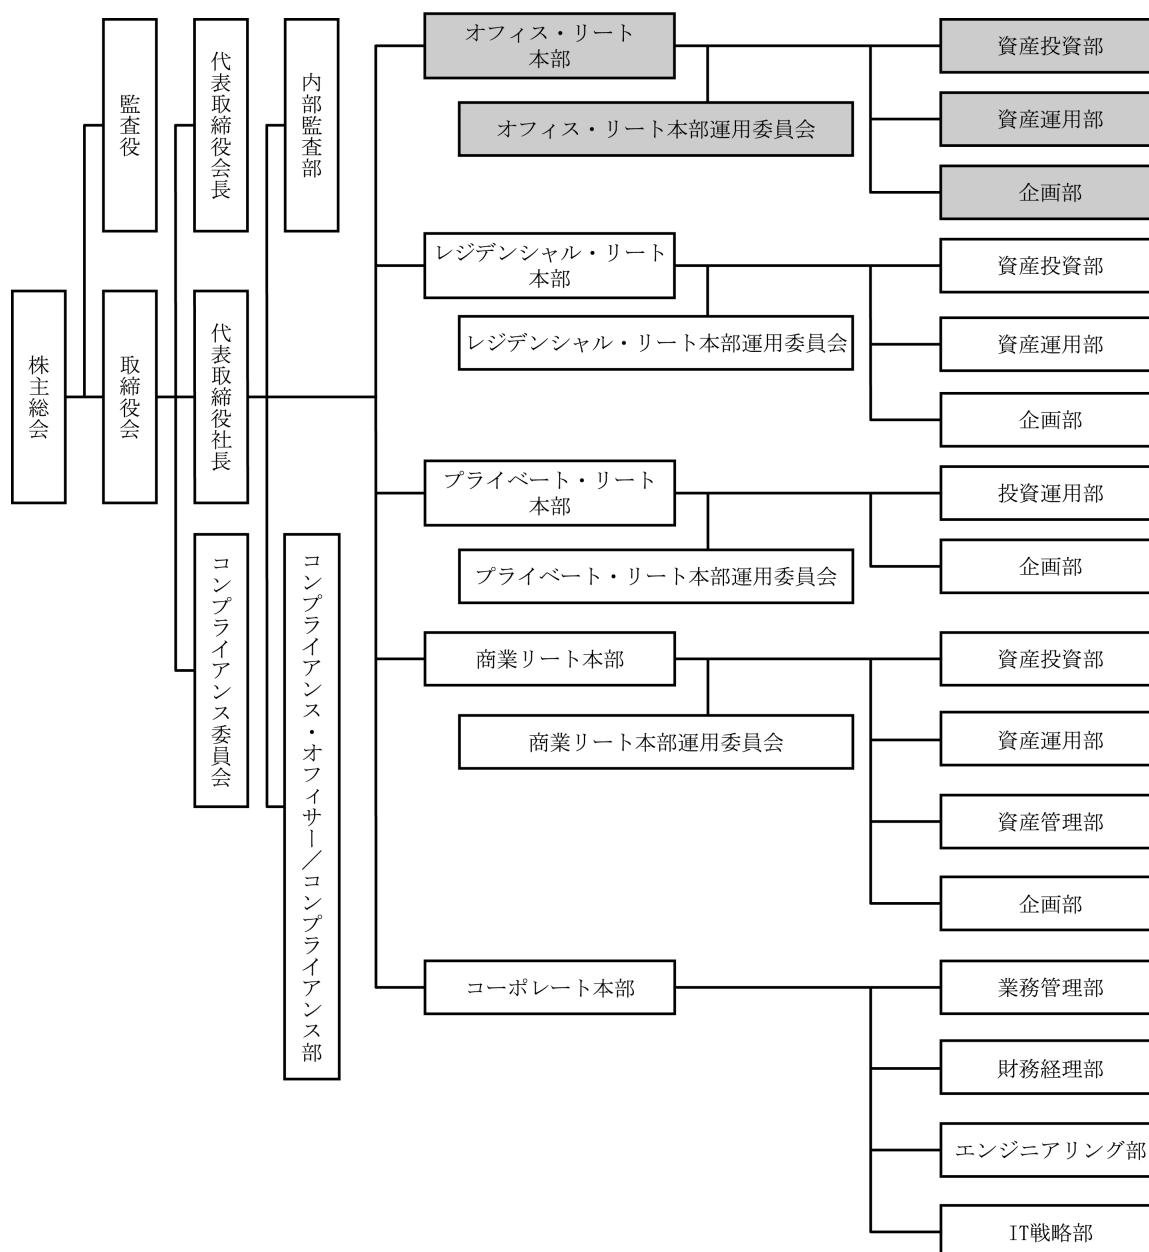 株主総会
監査役
取締役会
代表取締役会長
代表取締役社長
コンプライアンス委員会
内部監査部
コンプライアンス・オフィサー／コンプライアンス部
オフィス・リート
本部
オフィス・リート本部運用委員会
資産投資部
資産運用部
企画部
レジデンシャル・リート
本部
レジデンシャル・リート本部運用委員会
資産投資部
資産運用部
企画部
プライベート・リート
本部
プライベート・リート本部運用委員会
投資運用部
企画部
商業リート本部
商業リート本部運用委員会
資産投資部
資産運用部
資産管理部
企画部
コーポレート本部
業務管理部
財務経理部
エンジニアリング部
IT戦略部